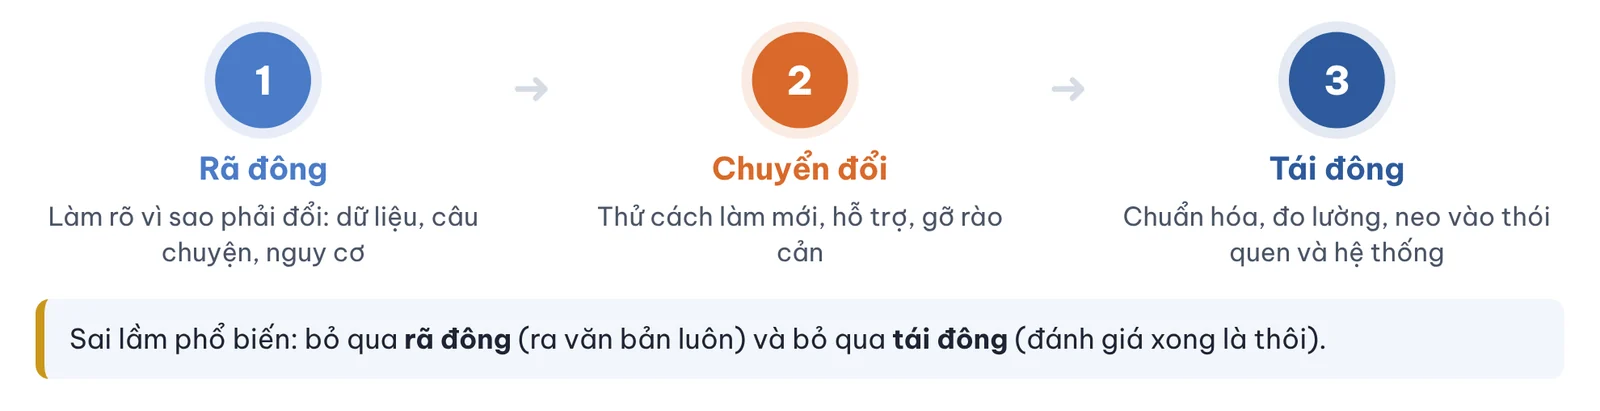 1
2
3
Rã đông
Chuyển đổi
Tái đông
Làm rõ vì sao phải đổi: dữ liệu, câu
chuyện, nguy cơ
Thử cách làm mới, hỗ trợ, gỡ rào
cản
Chuẩn hóa, đo lường, neo vào thói
quen và hệ thống
Sai lầm phổ biến: bỏ qua rã đông (ra văn bản luôn) và bỏ qua tái đông (đánh giá xong là thôi).